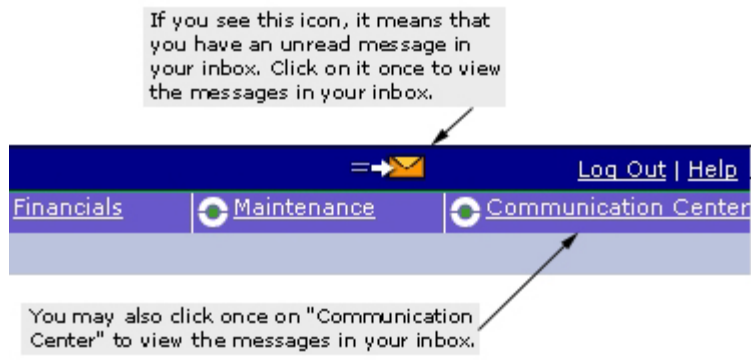 If you see this icon, it means that
you have an unread message in
your inbox. Click on it once to view
the messages in your inbox.
Log Out | Help
Financials Maintenance Communication Center
You may also click once on "Communication
Center" to view the messages in your inbox.